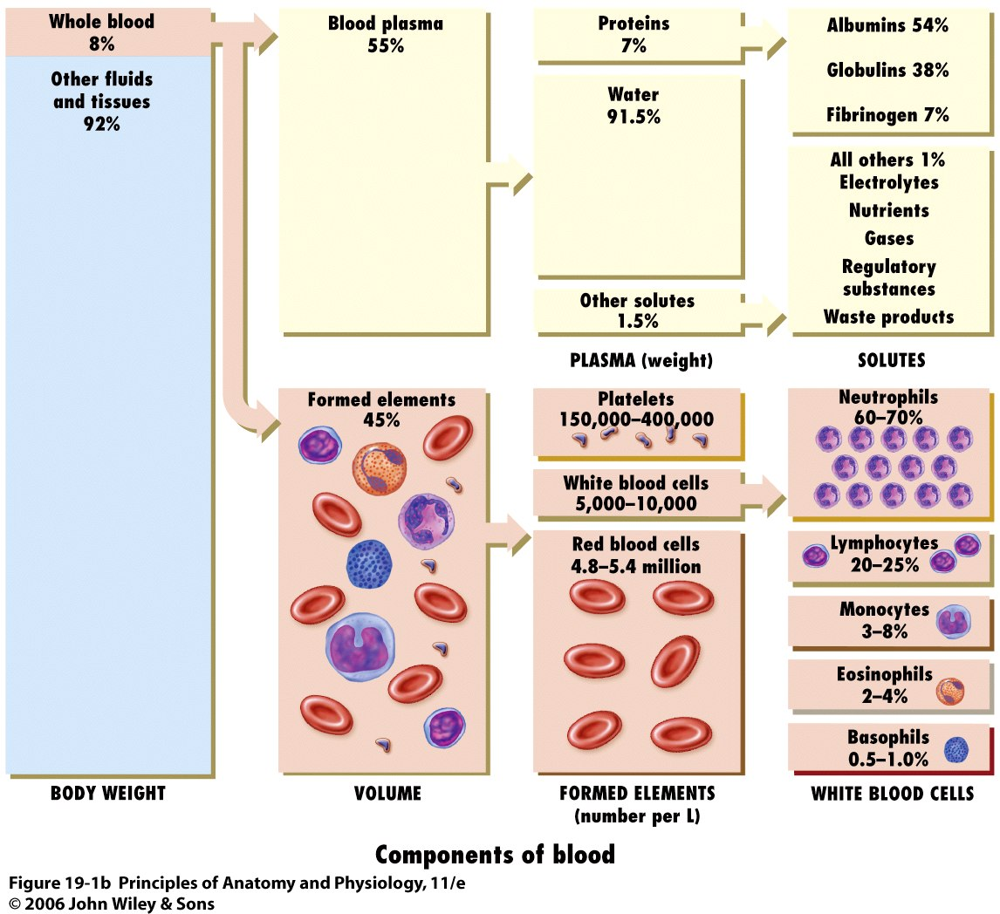 Whole blood
8%
Other fluids
and tissues
92%
BODY WEIGHT
Blood plasma
55%
Formed elements
45%
VOLUME
Proteins
7%
Water
91.5%
Other solutes
1.5%
PLASMA (weight)
Albumins 54%
Globulins 38%
Fibrinogen 7%
All others 1%
Electrolytes
Nutrients
Gases
Regulatory
substances
Waste products
SOLUTES
Platelets
150,000–400,000
White blood cells
5,000–10,000
Red blood cells
4.8–5.4 million
FORMED ELEMENTS
(number per L)
Neutrophils
60–70%
Lymphocytes
20–25%
Monocytes
3–8%
Eosinophils
2–4%
Basophils
0.5–1.0%
WHITE BLOOD CELLS
Components of blood
Figure 19-1b Principles of Anatomy and Physiology, 11/e
© 2006 John Wiley & Sons